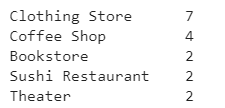 Clothing Store 7
Coffee Shop 4
Bookstore 2
Sushi Restaurant 2
Theater 2